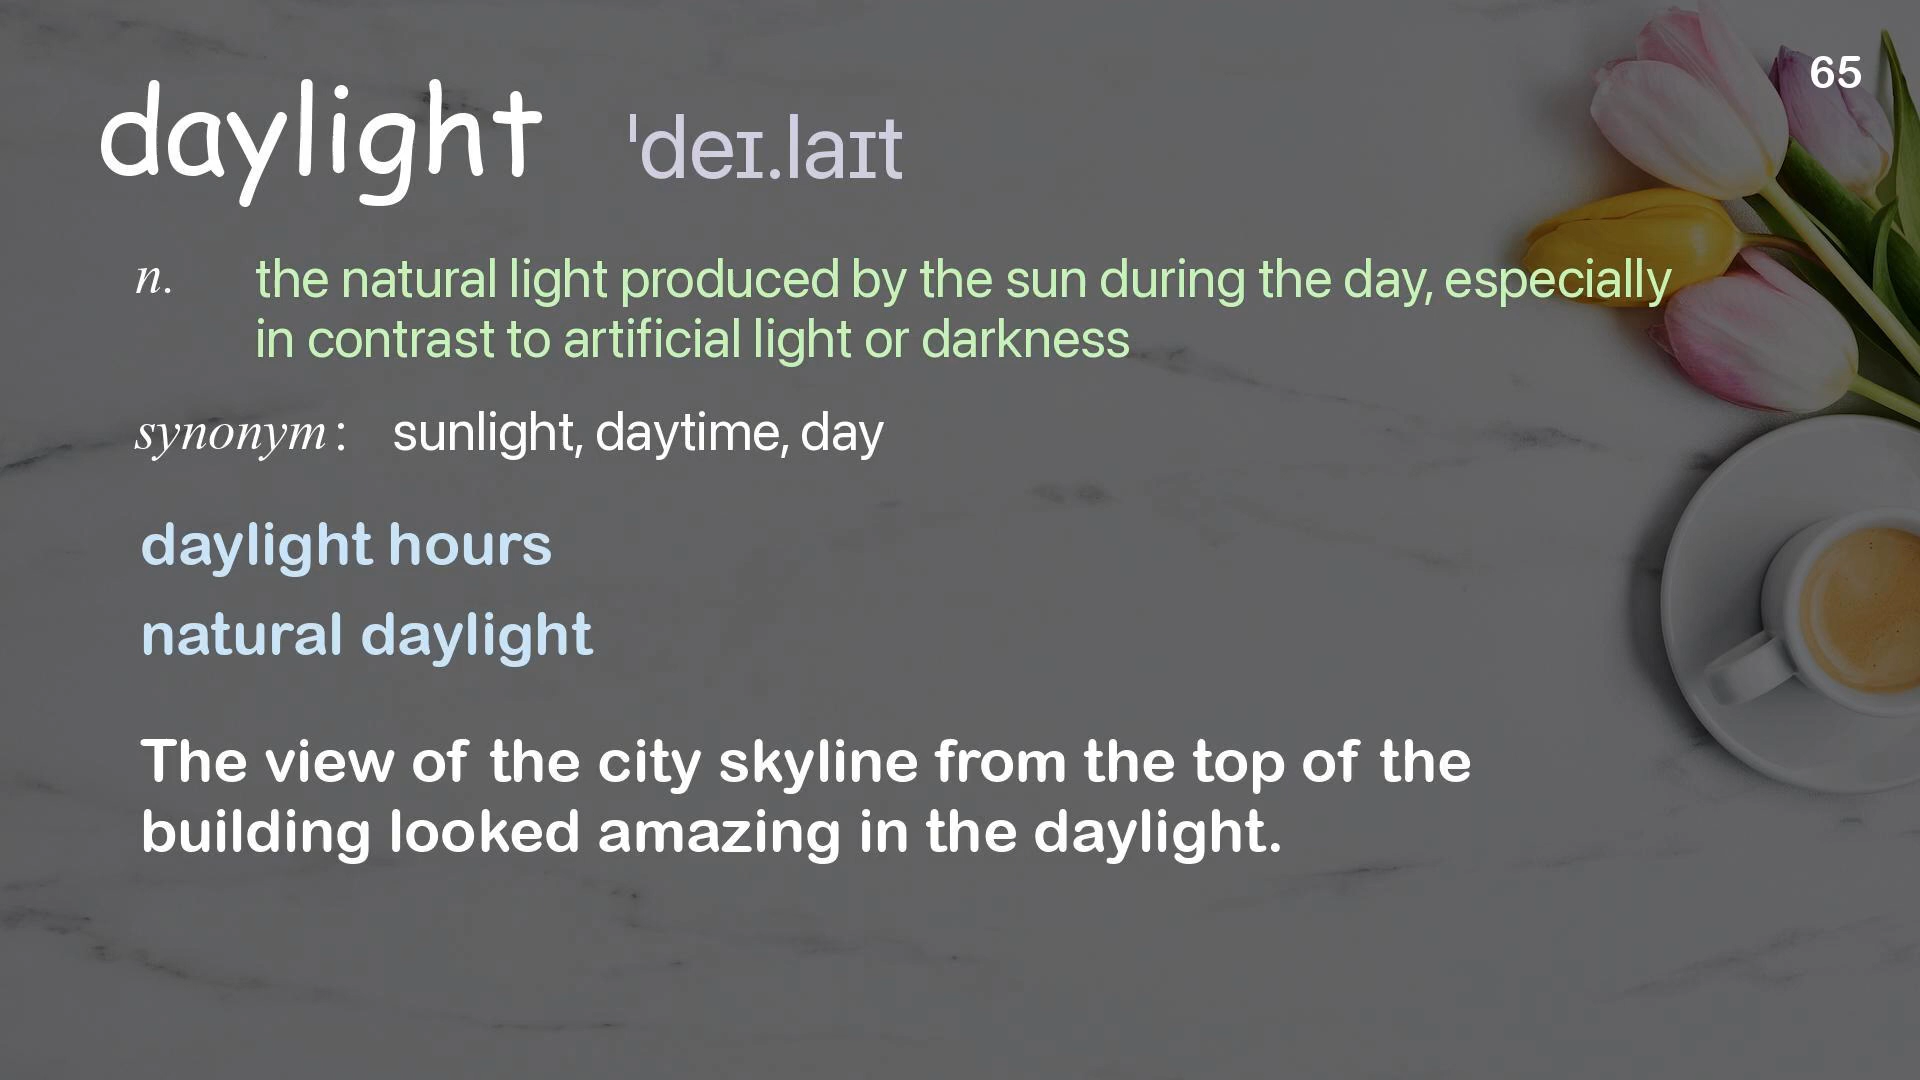 65
daylight ˈdeɪ.laɪt
n. the natural light produced by the sun during the day, especially
in contrast to artificial light or darkness
synonym: sunlight, daytime, day
daylight hours
natural daylight
The view of the city skyline from the top of the
building looked amazing in the daylight.